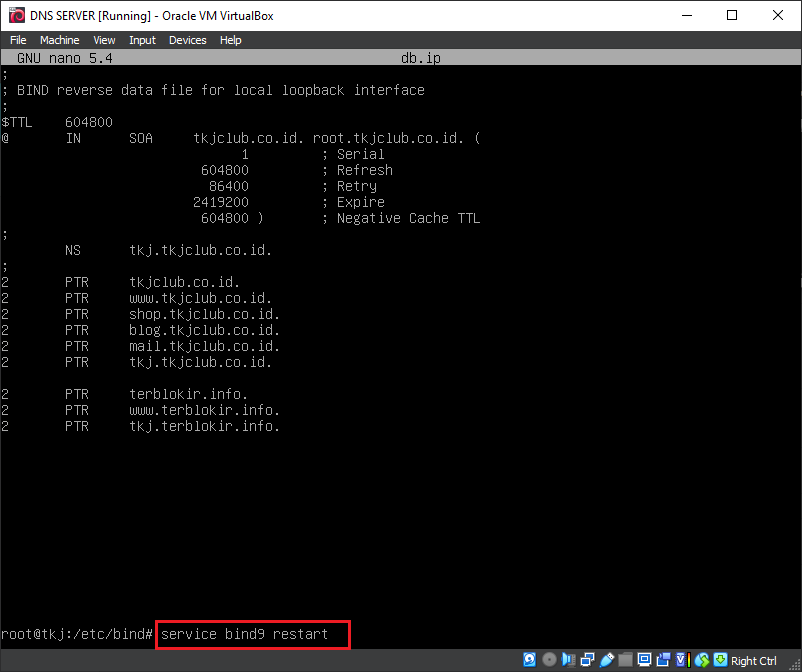 DNS SERVER [Running] - Oracle VM VirtualBox
File Machine View Input Devices Help
GNU nano 5.4 db.ip
;
; BIND reverse data file for local loopback interface
;
$TTL 604800
@ IN SOA tkjclub.co.id. root.tkjclub.co.id. (
1 ; Serial
604800 ; Refresh
86400 ; Retry
2419200 ; Expire
604800 ) ; Negative Cache TTL
;
NS tkj.tkjclub.co.id.
;
2 PTR tkjclub.co.id.
2 PTR www.tkjclub.co.id.
2 PTR shop.tkjclub.co.id.
2 PTR blog.tkjclub.co.id.
2 PTR mail.tkjclub.co.id.
2 PTR tkj.tkjclub.co.id.
2 PTR terblokir.info.
2 PTR www.terblokir.info.
2 PTR tkj.terblokir.info.
root@tkj:/etc/bind# service bind9 restart
Right Ctrl